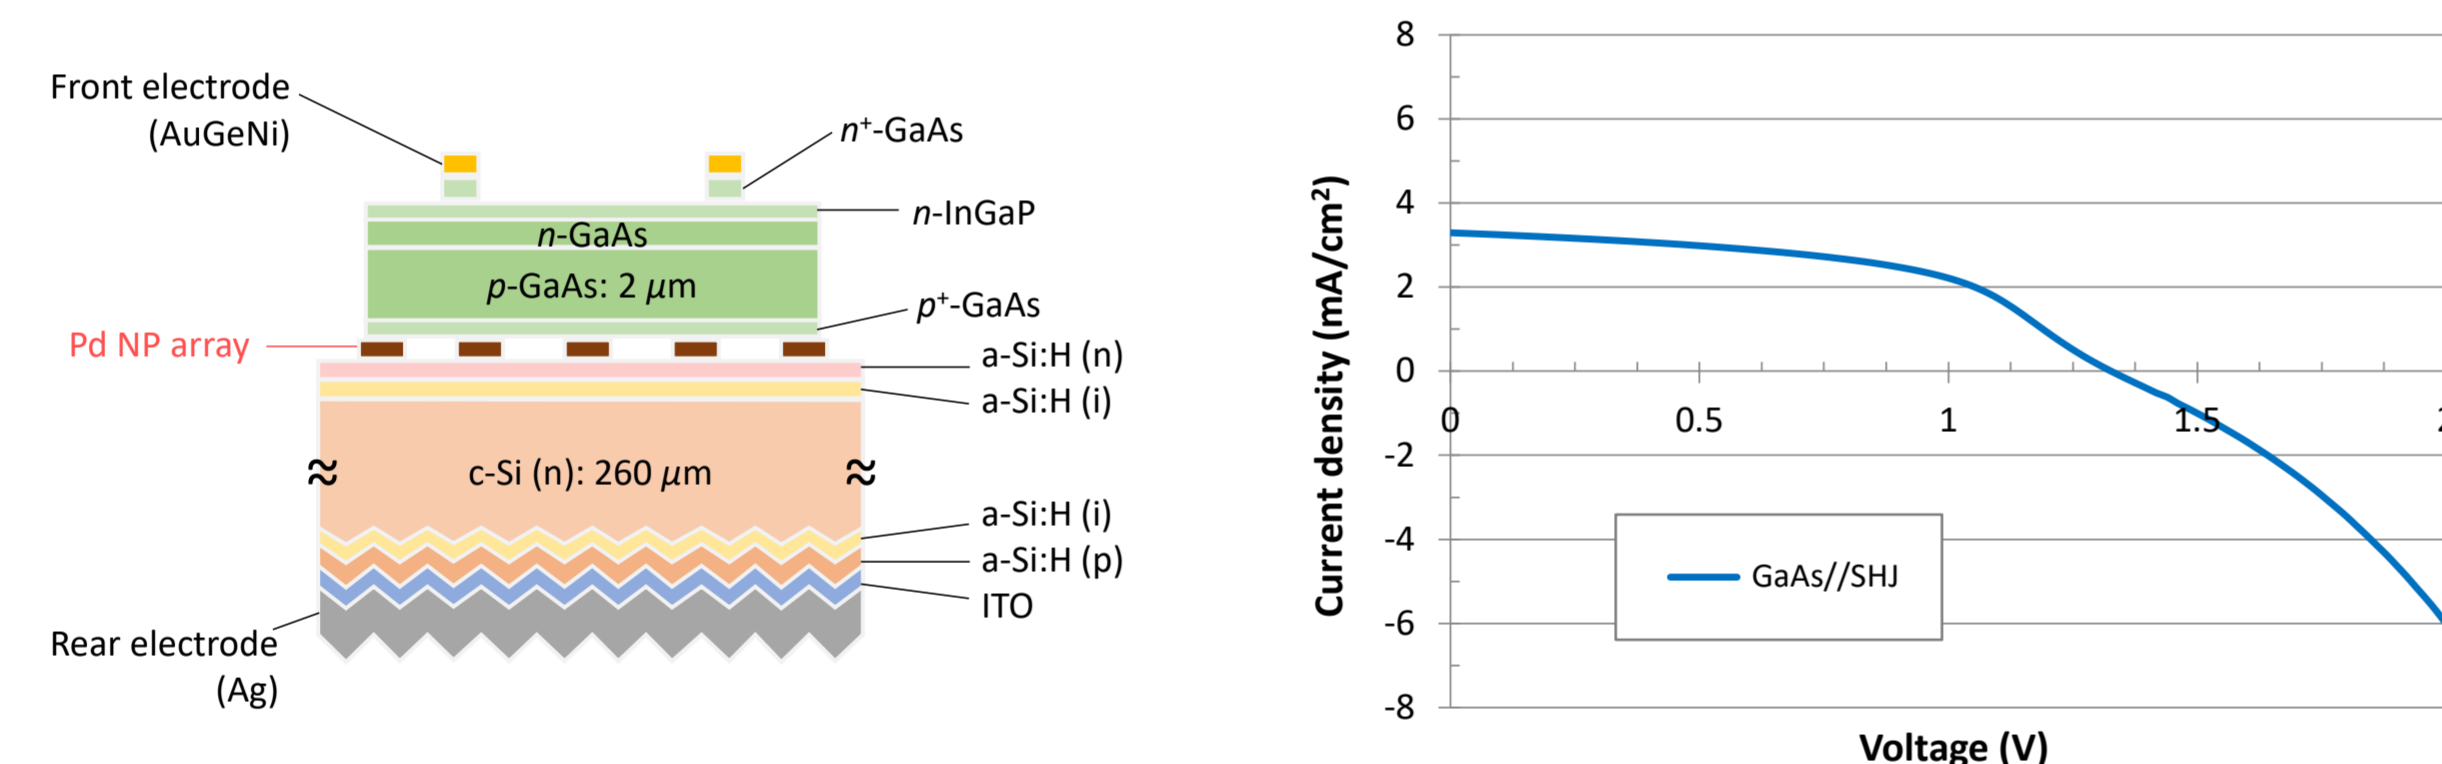 Front electrode
(AuGeNi)
n⁺-GaAs
n-InGaP
n-GaAs
p-GaAs: 2 μm
p⁺-GaAs
Pd NP array
a-Si:H (n)
a-Si:H (i)
c-Si (n): 260 μm
a-Si:H (i)
a-Si:H (p)
ITO
Rear electrode
(Ag)
Current density (mA/cm²)
8
6
4
2
0
-2
-4
-6
-8
0
0.5
1
1.5
GaAs//SHJ
Voltage (V)